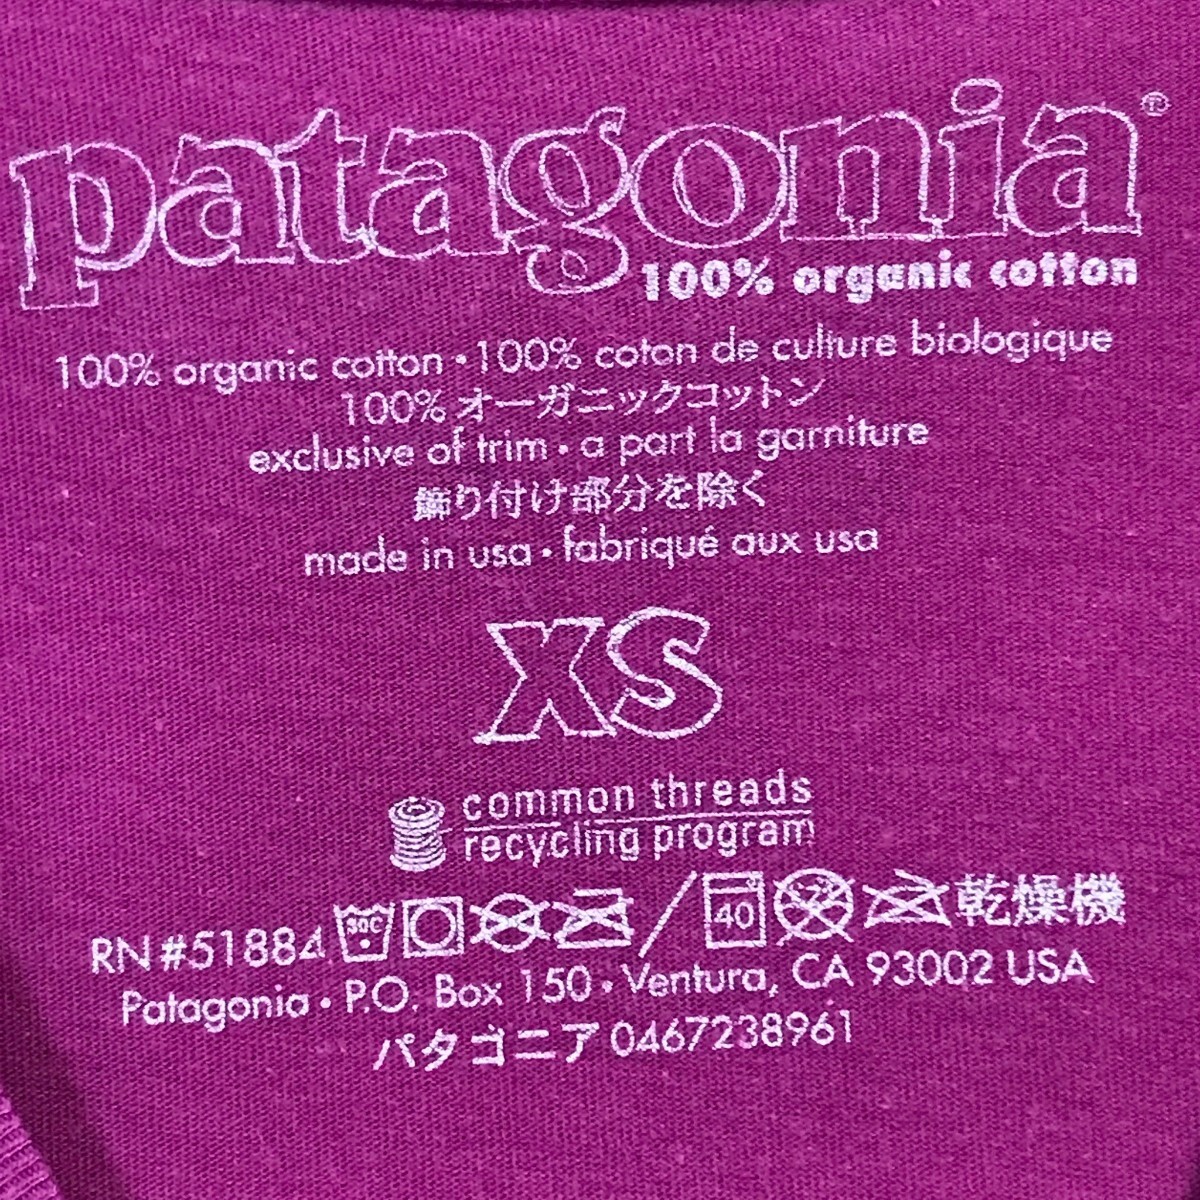 patagonia®
100% organic cotton
100% organic cotton • 100% coton de culture biologique
100% オーガニックコットン
exclusive of trim • a part la garniture
飾り付け部分を除く
made in usa • fabriqué aux usa
XS
common threads
recycling program
RN #51884 30C 40 乾燥機
Patagonia • P.O. Box 150 • Ventura, CA 93002 USA
パタゴニア 0467238961